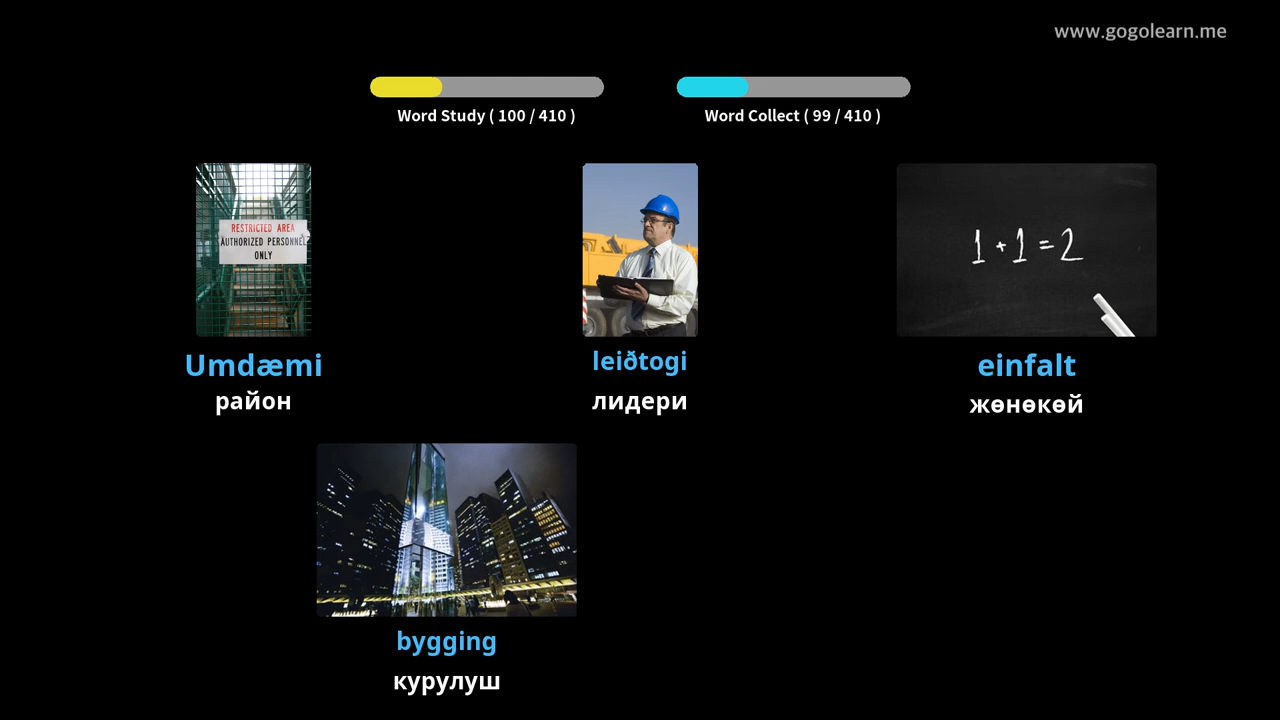 www.gogolearn.me
Word Study ( 100 / 410 )
Word Collect ( 99 / 410 )
RESTRICTED AREA
AUTHORIZED PERSONNEL
ONLY
1 + 1 = 2
Umdæmi
leiðtogi
einfalt
район
лидери
жөнөкөй
bygging
курулуш